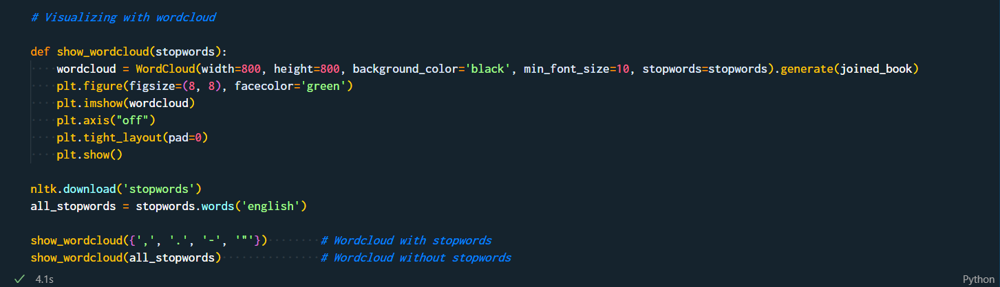 # Visualizing with wordcloud
def show_wordcloud(stopwords):
    wordcloud = WordCloud(width=800, height=800, background_color='black', min_font_size=10, stopwords=stopwords).generate(joined_book)
    plt.figure(figsize=(8, 8), facecolor='green')
    plt.imshow(wordcloud)
    plt.axis("off")
    plt.tight_layout(pad=0)
    plt.show()
nltk.download('stopwords')
all_stopwords = stopwords.words('english')
show_wordcloud({',', '.', '-', '"'})        # Wordcloud with stopwords
show_wordcloud(all_stopwords)               # Wordcloud without stopwords
4.1s Python